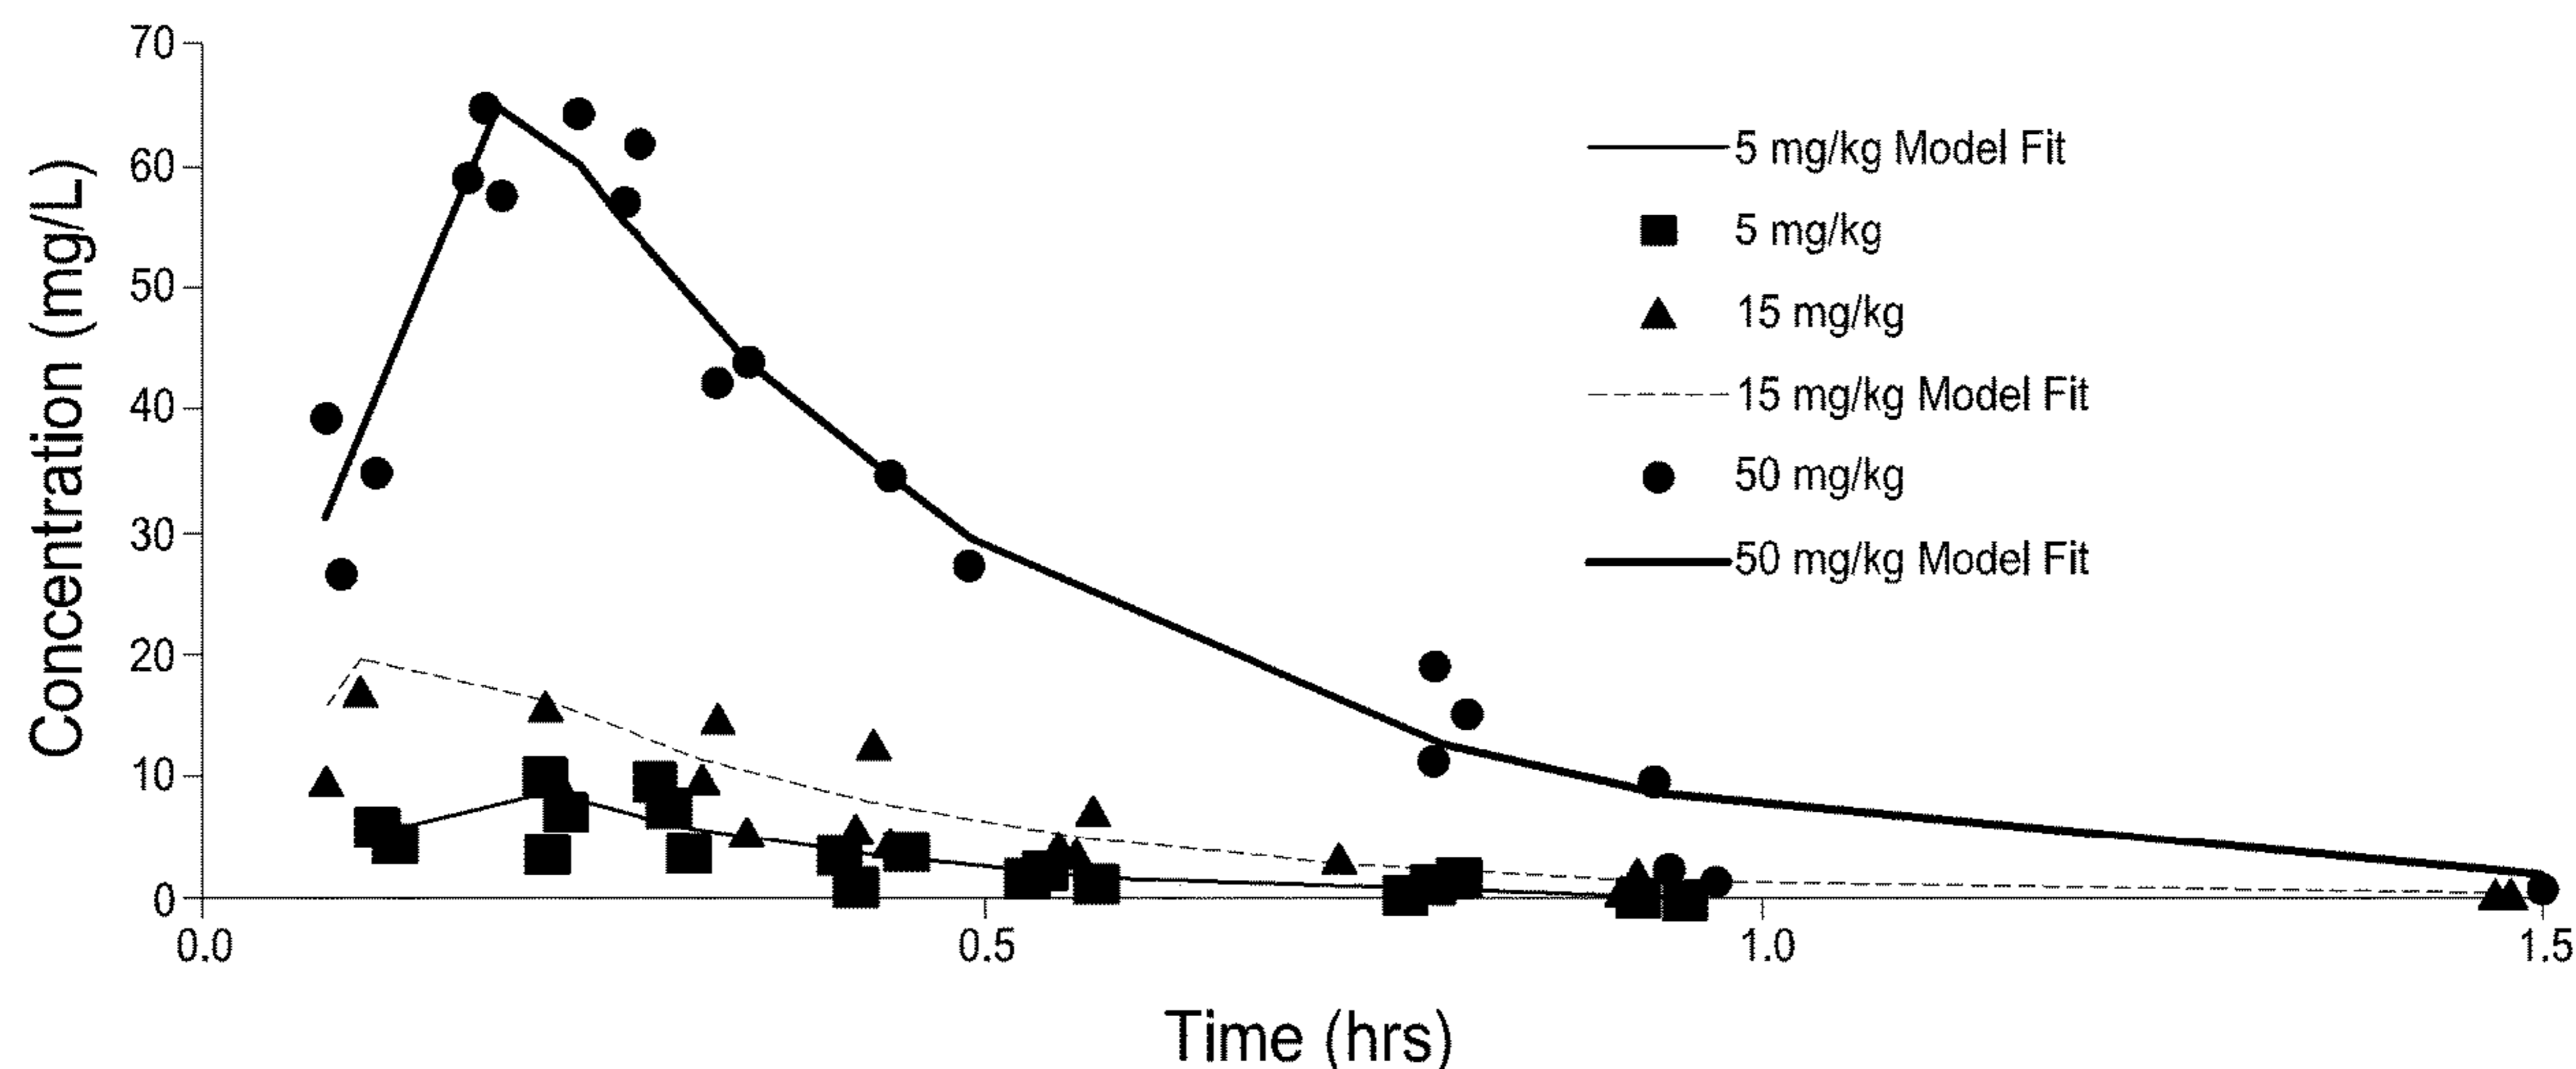 70
60
50
40
30
20
10
0
Concentration (mg/L)
5 mg/kg Model Fit
5 mg/kg
15 mg/kg
15 mg/kg Model Fit
50 mg/kg
50 mg/kg Model Fit
0.0 0.5 1.0 1.5
Time (hrs)